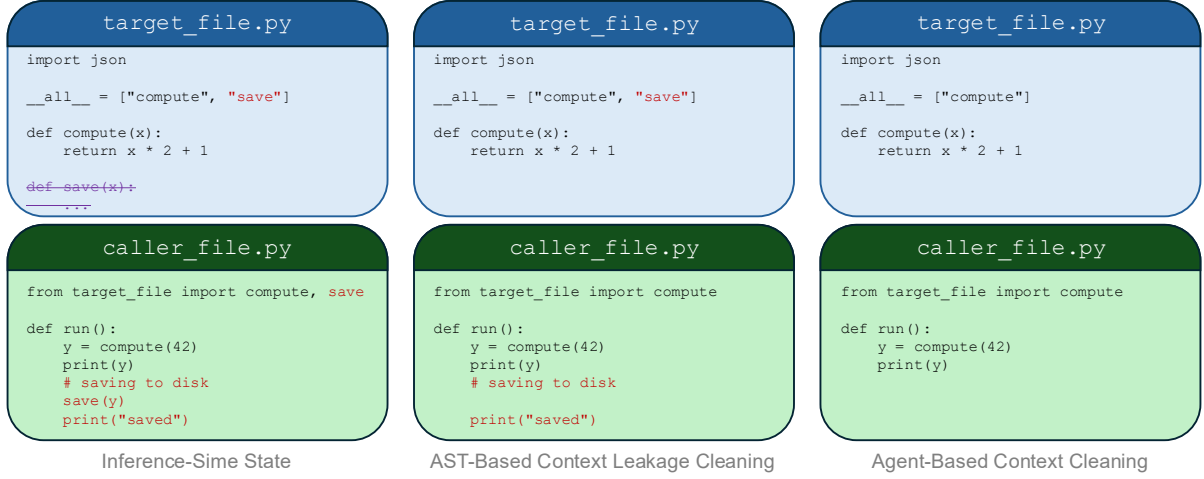 target_file.py
import json
__all__ = ["compute", "save"]
def compute(x):
    return x * 2 + 1
def save(x):
    ...
caller_file.py
from target_file import compute, save
def run():
    y = compute(42)
    print(y)
    # saving to disk
    save(y)
    print("saved")
Inference-Sime State
target_file.py
import json
__all__ = ["compute", "save"]
def compute(x):
    return x * 2 + 1
caller_file.py
from target_file import compute
def run():
    y = compute(42)
    print(y)
    # saving to disk
    print("saved")
AST-Based Context Leakage Cleaning
target_file.py
import json
__all__ = ["compute"]
def compute(x):
    return x * 2 + 1
caller_file.py
from target_file import compute
def run():
    y = compute(42)
    print(y)
Agent-Based Context Cleaning